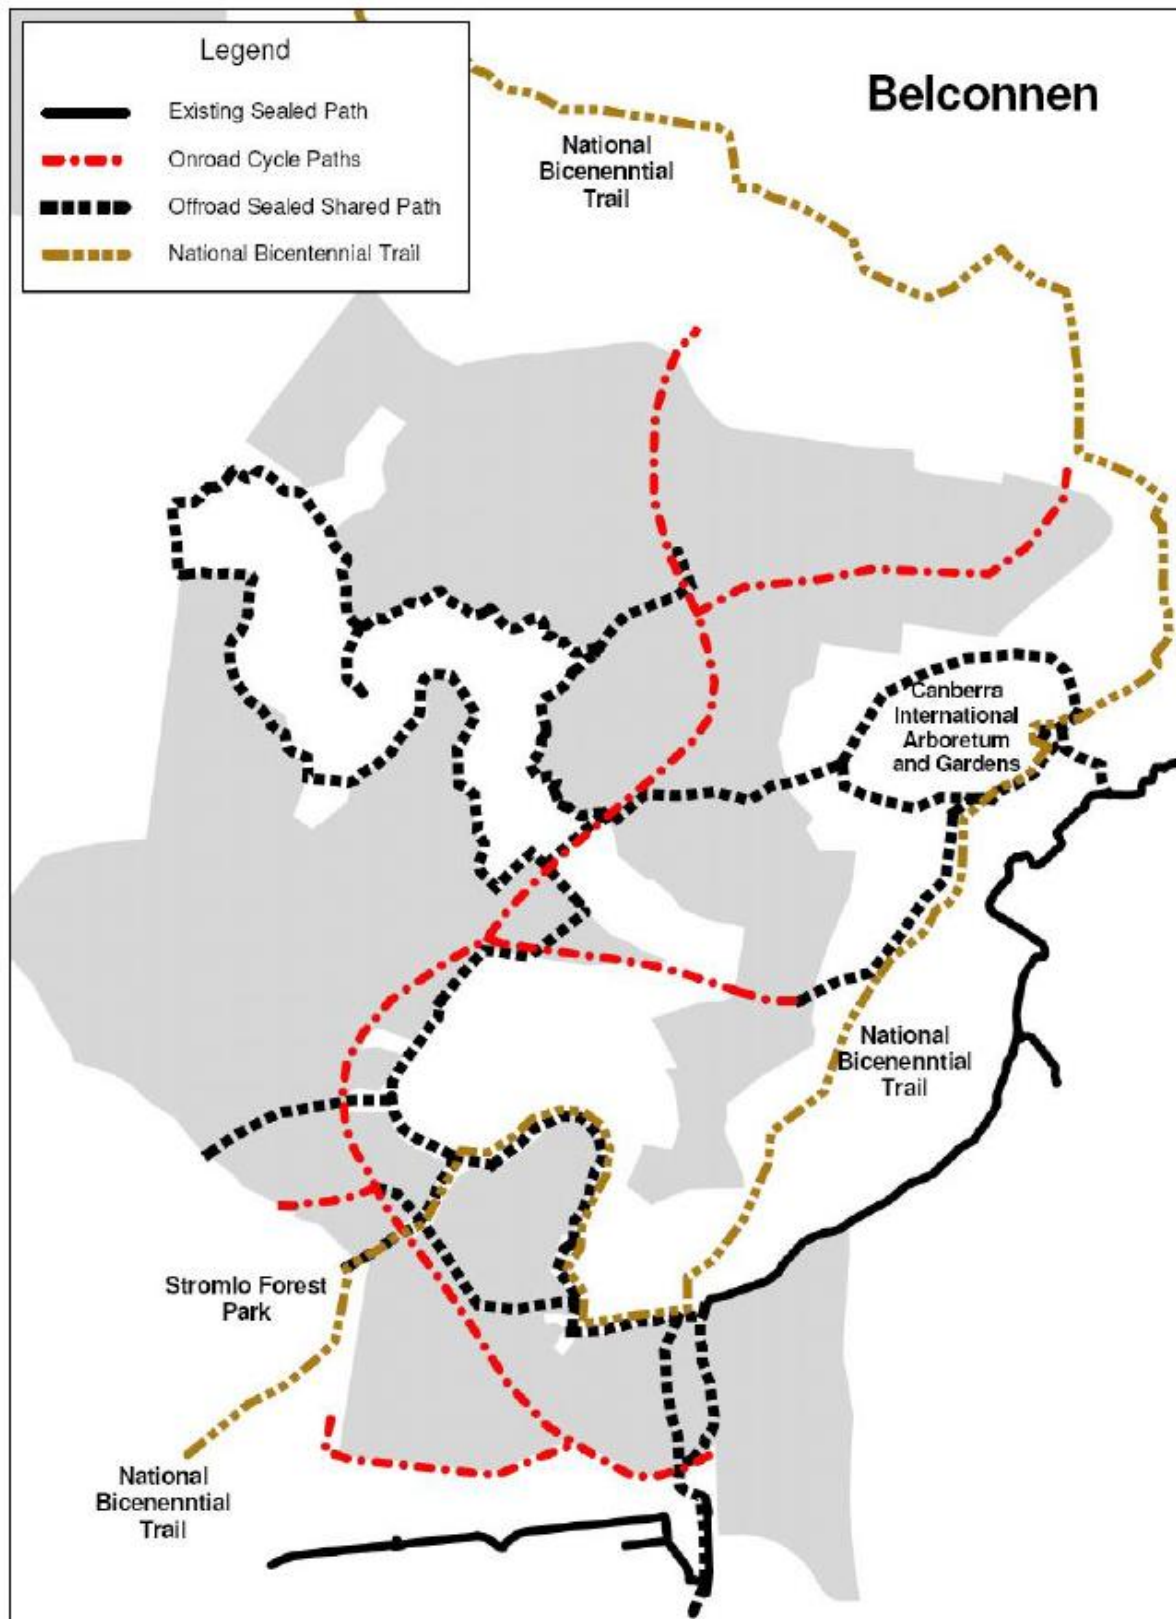 Legend
Existing Sealed Path
Onroad Cycle Paths
Offroad Sealed Shared Path
National Bicentennial Trail
Belconnen
National
Bicenenntial
Trail
Canberra
International
Arboretum
and Gardens
National
Bicenenntial
Trail
Stromlo Forest
Park
National
Bicenenntial
Trail